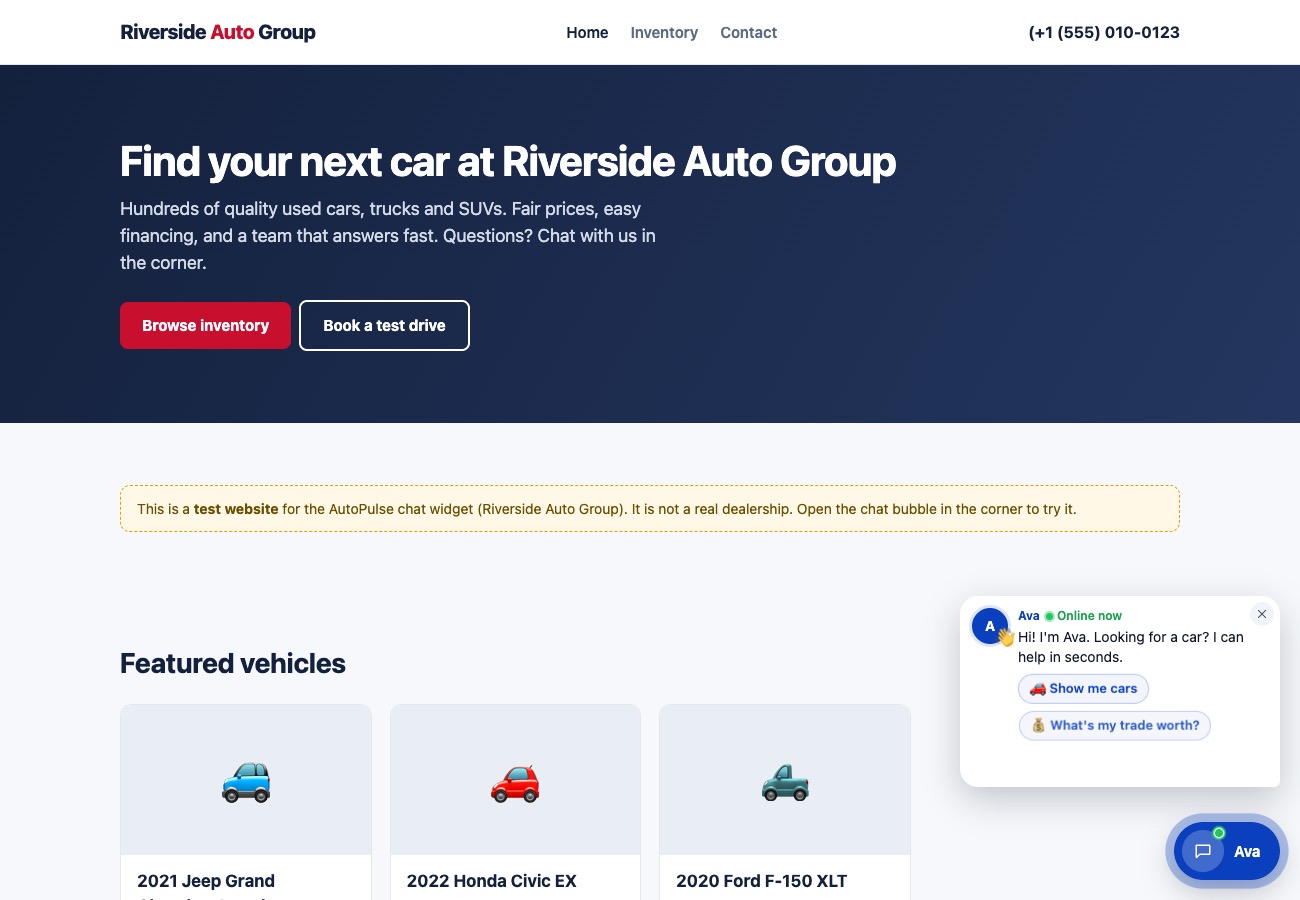 Riverside Auto Group
Home Inventory Contact
(+1 (555) 010-0123
Find your next car at Riverside Auto Group
Hundreds of quality used cars, trucks and SUVs. Fair prices, easy
financing, and a team that answers fast. Questions? Chat with us in
the corner.
Browse inventory
Book a test drive
This is a test website for the AutoPulse chat widget (Riverside Auto Group). It is not a real dealership. Open the chat bubble in the corner to try it.
Featured vehicles
2021 Jeep Grand
2022 Honda Civic EX
2020 Ford F-150 XLT
A
Ava Online now
Hi! I'm Ava. Looking for a car? I can
help in seconds.
Show me cars
What's my trade worth?
Ava